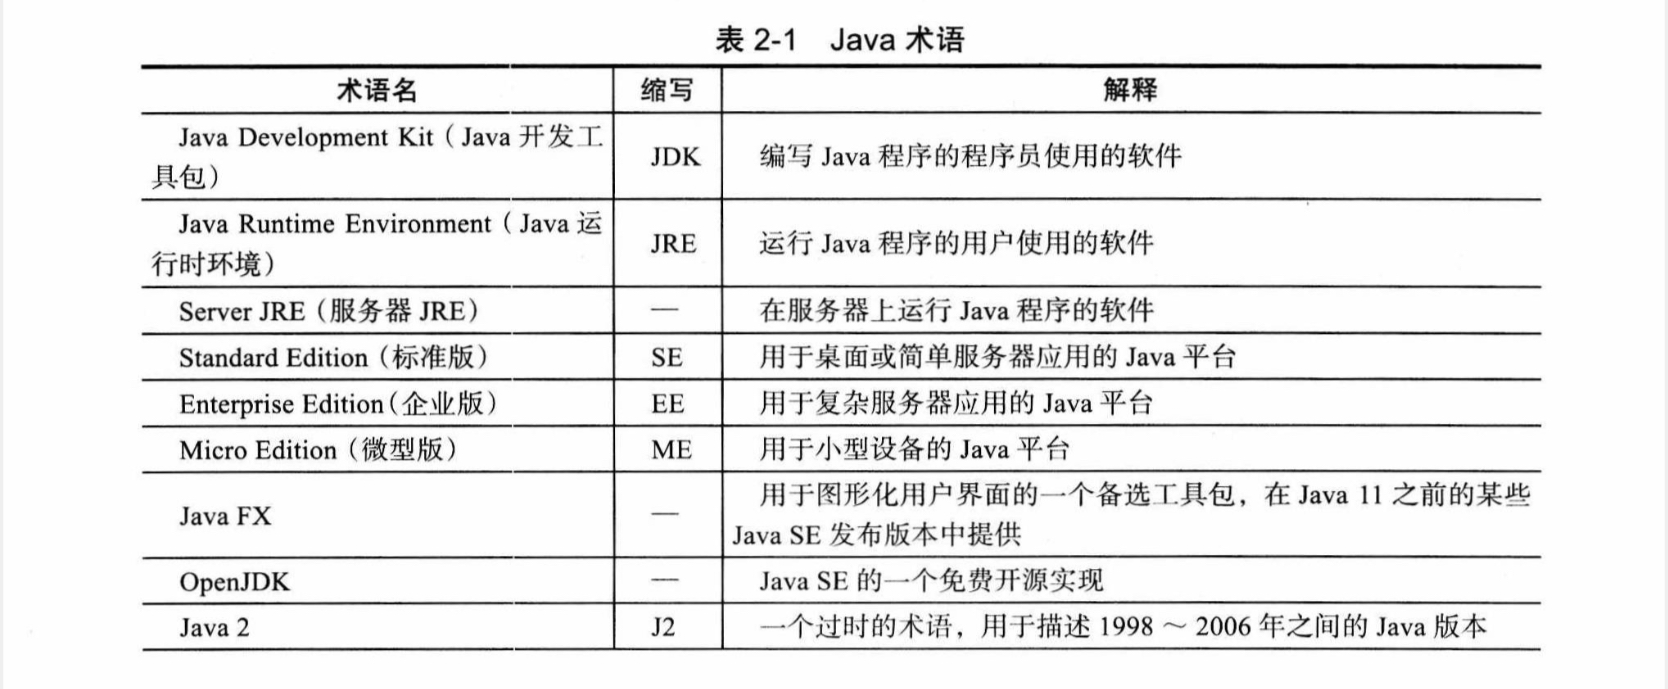 表 2-1 Java 术语
术语名 缩写 解释
Java Development Kit（Java 开发工
具包）
JDK
编写 Java 程序的程序员使用的软件
Java Runtime Environment（Java 运
行时环境）
JRE
运行 Java 程序的用户使用的软件
Server JRE（服务器 JRE） — 在服务器上运行 Java 程序的软件
Standard Edition（标准版） SE 用于桌面或简单服务器应用的 Java 平台
Enterprise Edition（企业版） EE 用于复杂服务器应用的 Java 平台
Micro Edition（微型版） ME 用于小型设备的 Java 平台
Java FX
—
用于图形化用户界面的一个备选工具包，在 Java 11 之前的某些
Java SE 发布版本中提供
OpenJDK — Java SE 的一个免费开源实现
Java 2 J2 一个过时的术语，用于描述 1998 ～ 2006 年之间的 Java 版本